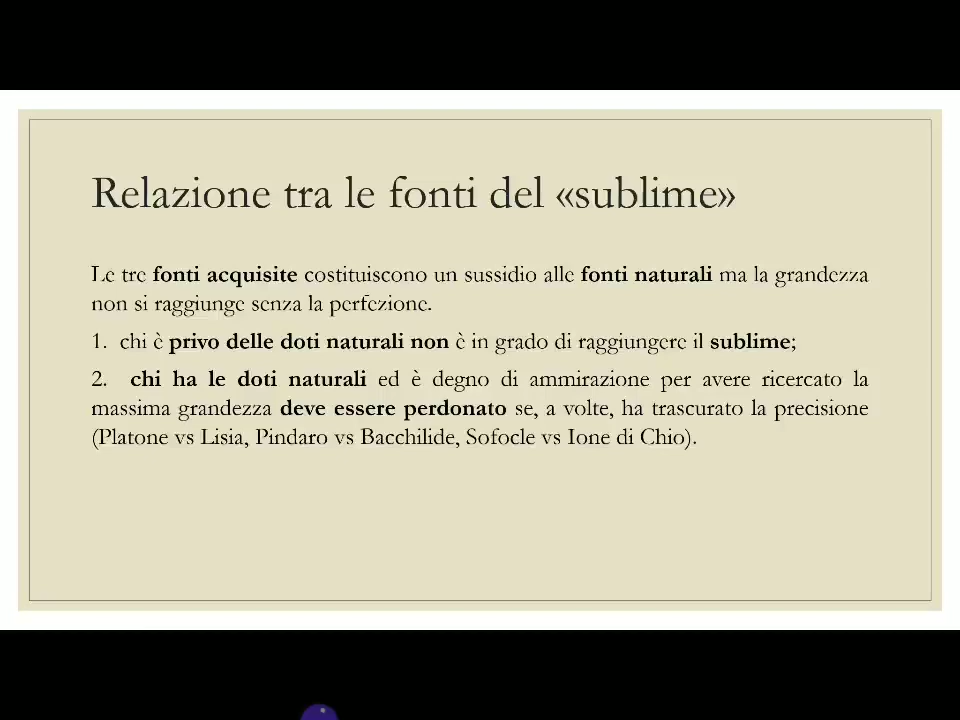 Relazione tra le fonti del «sublime»
Le tre fonti acquisite costituiscono un sussidio alle fonti naturali ma la grandezza
non si raggiunge senza la perfezione.
1. chi è privo delle doti naturali non è in grado di raggiungere il sublime;
2. chi ha le doti naturali ed è degno di ammirazione per avere ricercato la
massima grandezza deve essere perdonato se, a volte, ha trascurato la precisione
(Platone vs Lisia, Pindaro vs Bacchilide, Sofocle vs Ione di Chio).